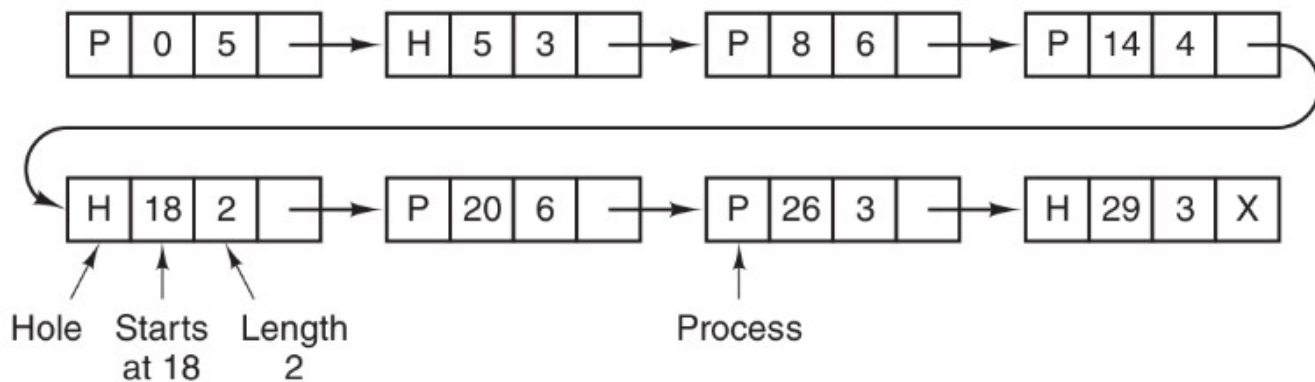 P 0 5 H 5 3 P 8 6 P 14 4
H 18 2 P 20 6 P 26 3 H 29 3 X
Hole Starts Length Process
at 18 2